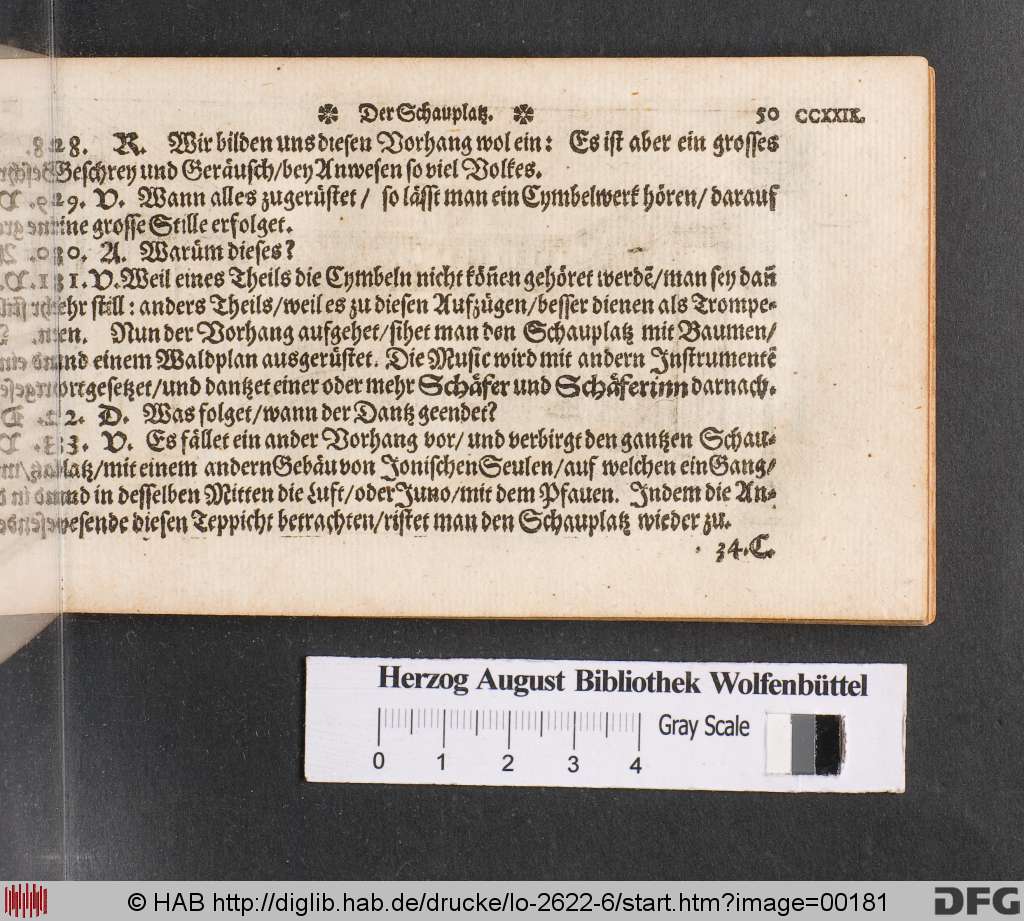 ✽ Der Schauplatz. ✽ 50 CCXXIX.
28. R. Wir bilden uns diesen Vorhang wol ein: Es ist aber ein grosses
Geschrey und Geräusch/bey Anwesen so viel Volkes.
29. V. Wann alles zugerüstet/ so lässt man ein Cymbelwerk hören/ darauf
eine grosse Stille erfolget.
30. A. Warüm dieses?
31. V. Weil eines Theils die Cymbeln nicht köñen gehöret werdẽ/man sey dañ
mehr still: anders Theils/weil es zu diesen Aufzügen/besser dienen als Trompe-
ten. Nun der Vorhang aufgehet/sihet man den Schauplatz mit Baumen/
und einem Waldplan ausgerüstet. Die Music wird mit andern Instrumentẽ
fortgesetzet/und dantzet einer oder mehr Schäfer und Schäferinn darnach.
32. D. Was folget/wann der Dantz geendet?
33. V. Es fället ein ander Vorhang vor/ und verbirgt den gantzen Schau-
platz/mit einem andern Gebäu von Jonischen Seulen/auf welchen ein Gang/
und in desselben Mitten die Luft/oder Juno/mit dem Pfauen. Indem die An-
wesende diesen Teppicht betrachten/ristet man den Schauplatz wieder zu.
34. C.
Herzog August Bibliothek Wolfenbüttel
Gray Scale
0 1 2 3 4
© HAB http://diglib.hab.de/drucke/lo-2622-6/start.htm?image=00181
DFG